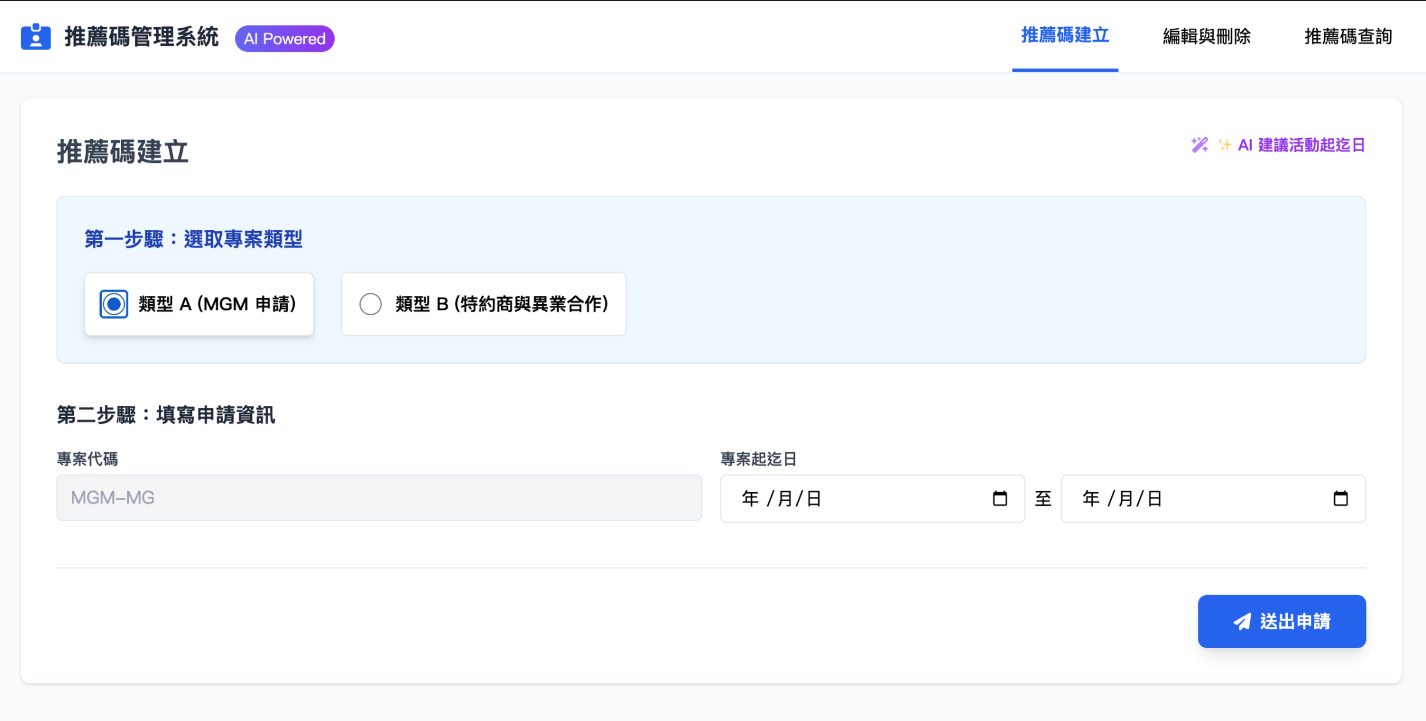 推薦碼管理系統 AI Powered 推薦碼建立 編輯與刪除 推薦碼查詢
推薦碼建立 ✨ AI 建議活動起迄日
第一步驟：選取專案類型
類型 A (MGM 申請) 類型 B (特約商與異業合作)
第二步驟：填寫申請資訊
專案代碼 專案起迄日
MGM-MG 年 /月/日 至 年 /月/日
送出申請